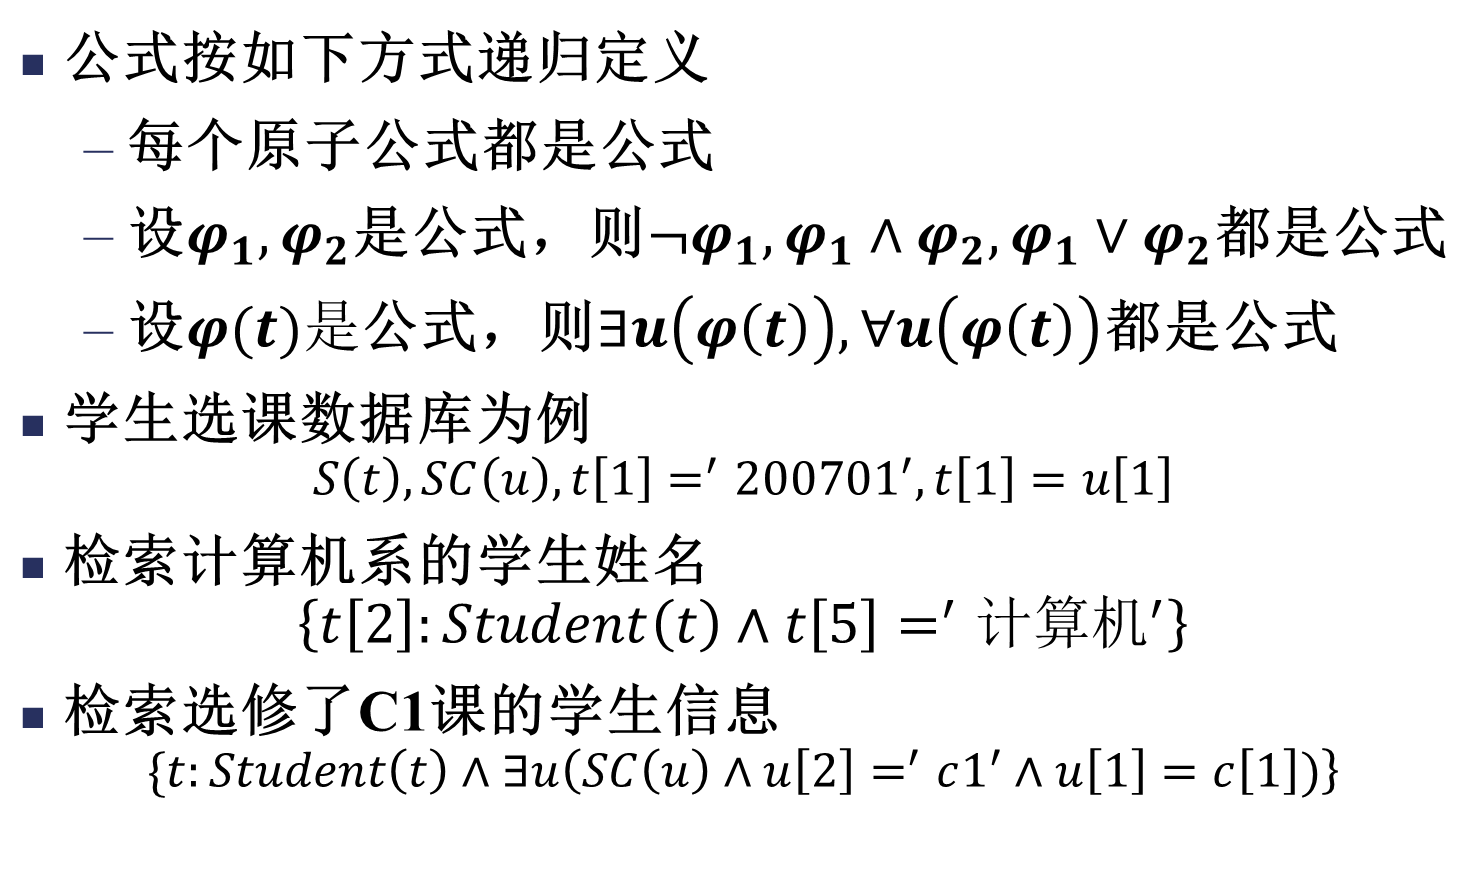 ▪ 公式按如下方式递归定义
– 每个原子公式都是公式
– 设φ₁, φ₂是公式，则¬φ₁, φ₁ ∧ φ₂, φ₁ ∨ φ₂都是公式
– 设φ(t)是公式，则∃u(φ(t)), ∀u(φ(t))都是公式
▪ 学生选课数据库为例
S(t), SC(u), t[1] =′ 200701′, t[1] = u[1]
▪ 检索计算机系的学生姓名
{t[2]: Student(t) ∧ t[5] =′ 计算机′}
▪ 检索选修了C1课的学生信息
{t: Student(t) ∧ ∃u(SC(u) ∧ u[2] =′ c1′ ∧ u[1] = c[1])}